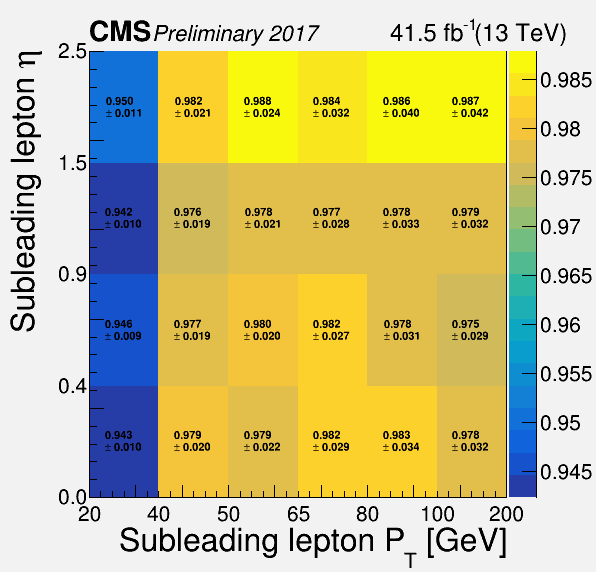 CMS Preliminary 2017 41.5 fb⁻¹(13 TeV)
2.5
0.950 0.982 0.988 0.984 0.986 0.987
± 0.011 ± 0.021 ± 0.024 ± 0.032 ± 0.040 ± 0.042
1.5
0.942 0.976 0.978 0.977 0.978 0.979
± 0.010 ± 0.019 ± 0.021 ± 0.028 ± 0.033 ± 0.032
0.9
0.946 0.977 0.980 0.982 0.978 0.975
± 0.009 ± 0.019 ± 0.020 ± 0.027 ± 0.031 ± 0.029
0.4
0.943 0.979 0.979 0.982 0.983 0.978
± 0.010 ± 0.020 ± 0.022 ± 0.029 ± 0.034 ± 0.032
0.0
20 40 50 65 80 100 200
Subleading lepton P_T [GeV]
Subleading lepton η
0.985
0.98
0.975
0.97
0.965
0.96
0.955
0.95
0.945